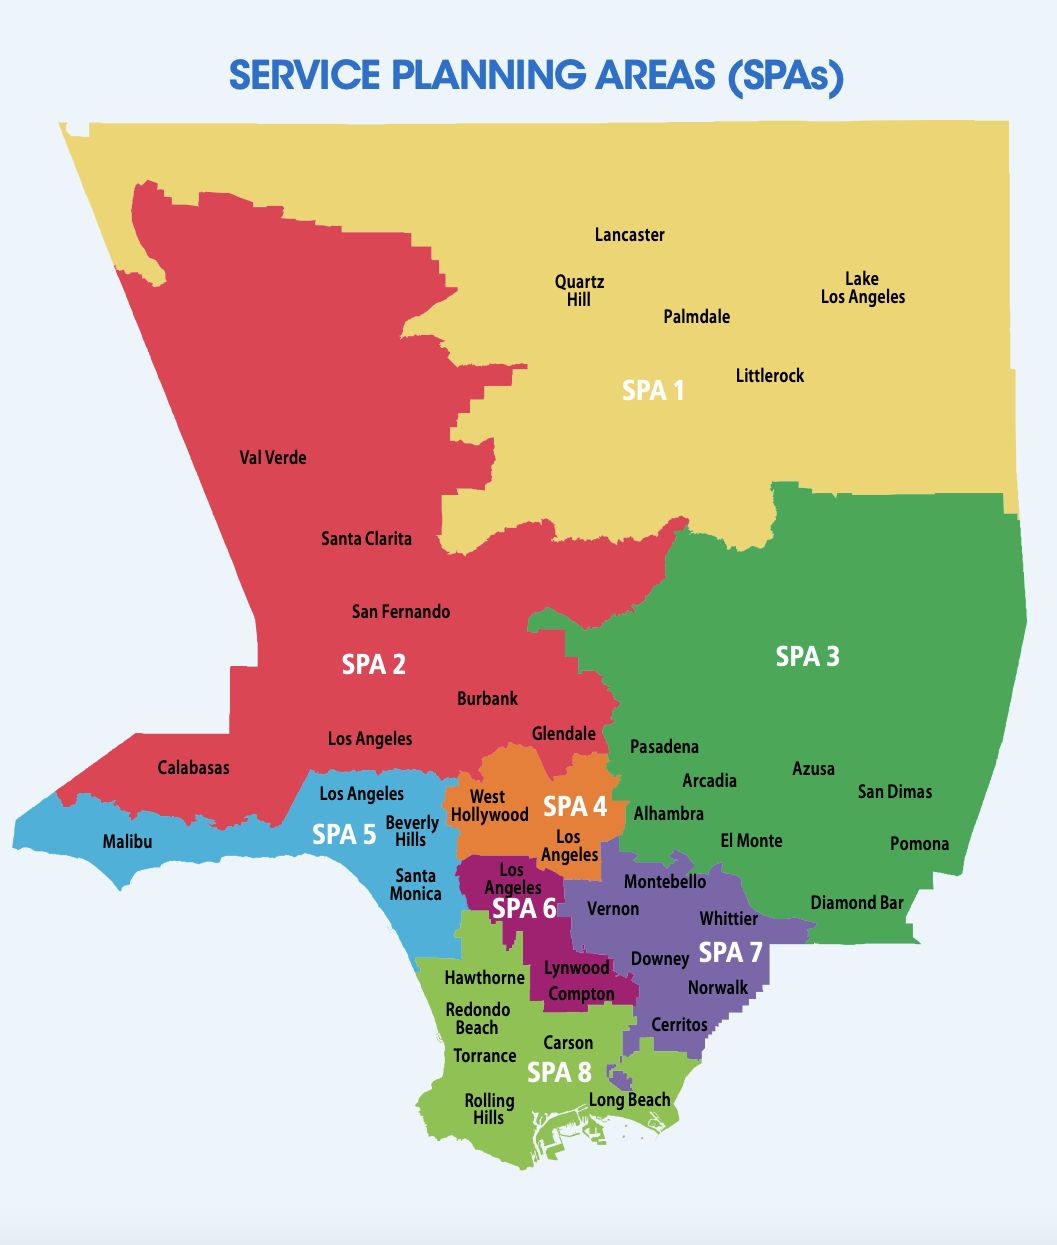 SERVICE PLANNING AREAS (SPAs)
Lancaster
Quartz
Hill
Lake
Los Angeles
Palmdale
Littlerock
SPA 1
Val Verde
Santa Clarita
San Fernando
SPA 2
Burbank
Glendale
Los Angeles
Calabasas
SPA 3
Pasadena
Arcadia
Azusa
San Dimas
Alhambra
El Monte
Pomona
Diamond Bar
West
Hollywood
SPA 4
Los
Angeles
Los Angeles
SPA 5
Beverly
Hills
Malibu
Santa
Monica
Los
Angeles
SPA 6
Lynwood
Compton
Montebello
Vernon
Whittier
SPA 7
Downey
Norwalk
Cerritos
Hawthorne
Redondo
Beach
Carson
Torrance
SPA 8
Rolling
Hills
Long Beach